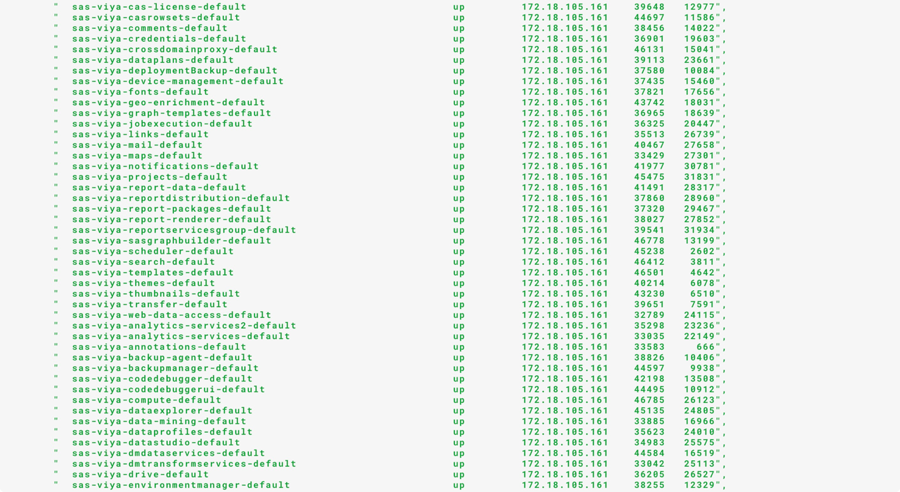 "  sas-viya-cas-license-default  up  172.18.105.161  39648  12977",
"  sas-viya-casrowsets-default  up  172.18.105.161  44697  11586",
"  sas-viya-comments-default  up  172.18.105.161  38456  14022",
"  sas-viya-credentials-default  up  172.18.105.161  36901  19603",
"  sas-viya-crossdomainproxy-default  up  172.18.105.161  46131  15041",
"  sas-viya-dataplans-default  up  172.18.105.161  39113  23661",
"  sas-viya-deploymentBackup-default  up  172.18.105.161  37580  10084",
"  sas-viya-device-management-default  up  172.18.105.161  37435  15460",
"  sas-viya-fonts-default  up  172.18.105.161  37821  17656",
"  sas-viya-geo-enrichment-default  up  172.18.105.161  43742  18031",
"  sas-viya-graph-templates-default  up  172.18.105.161  36965  18639",
"  sas-viya-jobexecution-default  up  172.18.105.161  36325  20447",
"  sas-viya-links-default  up  172.18.105.161  35513  26739",
"  sas-viya-mail-default  up  172.18.105.161  40467  27658",
"  sas-viya-maps-default  up  172.18.105.161  33429  27301",
"  sas-viya-notifications-default  up  172.18.105.161  41977  30781",
"  sas-viya-projects-default  up  172.18.105.161  45475  31831",
"  sas-viya-report-data-default  up  172.18.105.161  41491  28317",
"  sas-viya-reportdistribution-default  up  172.18.105.161  37860  28960",
"  sas-viya-report-packages-default  up  172.18.105.161  37320  29467",
"  sas-viya-report-renderer-default  up  172.18.105.161  38027  27852",
"  sas-viya-reportservicesgroup-default  up  172.18.105.161  39541  31934",
"  sas-viya-sasgraphbuilder-default  up  172.18.105.161  46778  13199",
"  sas-viya-scheduler-default  up  172.18.105.161  45238  2602",
"  sas-viya-search-default  up  172.18.105.161  46412  3811",
"  sas-viya-templates-default  up  172.18.105.161  46501  4642",
"  sas-viya-themes-default  up  172.18.105.161  40214  6078",
"  sas-viya-thumbnails-default  up  172.18.105.161  43230  6510",
"  sas-viya-transfer-default  up  172.18.105.161  39651  7591",
"  sas-viya-web-data-access-default  up  172.18.105.161  32789  24115",
"  sas-viya-analytics-services2-default  up  172.18.105.161  35298  23236",
"  sas-viya-analytics-services-default  up  172.18.105.161  33035  22149",
"  sas-viya-annotations-default  up  172.18.105.161  33583  666",
"  sas-viya-backup-agent-default  up  172.18.105.161  38826  10406",
"  sas-viya-backupmanager-default  up  172.18.105.161  44597  9938",
"  sas-viya-codedebugger-default  up  172.18.105.161  42198  13508",
"  sas-viya-codedebuggerui-default  up  172.18.105.161  44495  10912",
"  sas-viya-compute-default  up  172.18.105.161  46785  26123",
"  sas-viya-dataexplorer-default  up  172.18.105.161  45135  24805",
"  sas-viya-data-mining-default  up  172.18.105.161  33885  16966",
"  sas-viya-dataprofiles-default  up  172.18.105.161  35623  24010",
"  sas-viya-datastudio-default  up  172.18.105.161  34983  25575",
"  sas-viya-dmdataservices-default  up  172.18.105.161  44584  16519",
"  sas-viya-dmtransformservices-default  up  172.18.105.161  33042  25113",
"  sas-viya-drive-default  up  172.18.105.161  36205  26527",
"  sas-viya-environmentmanager-default  up  172.18.105.161  38255  12329",